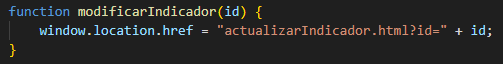 function modificarIndicador(id) {
    window.location.href = "actualizarIndicador.html?id=" + id;
}